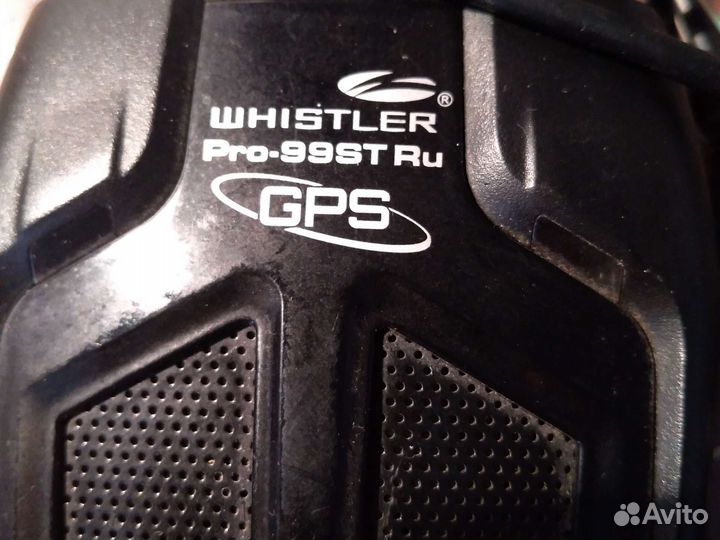 WHISTLER®
Pro-99ST Ru
GPS
Avito